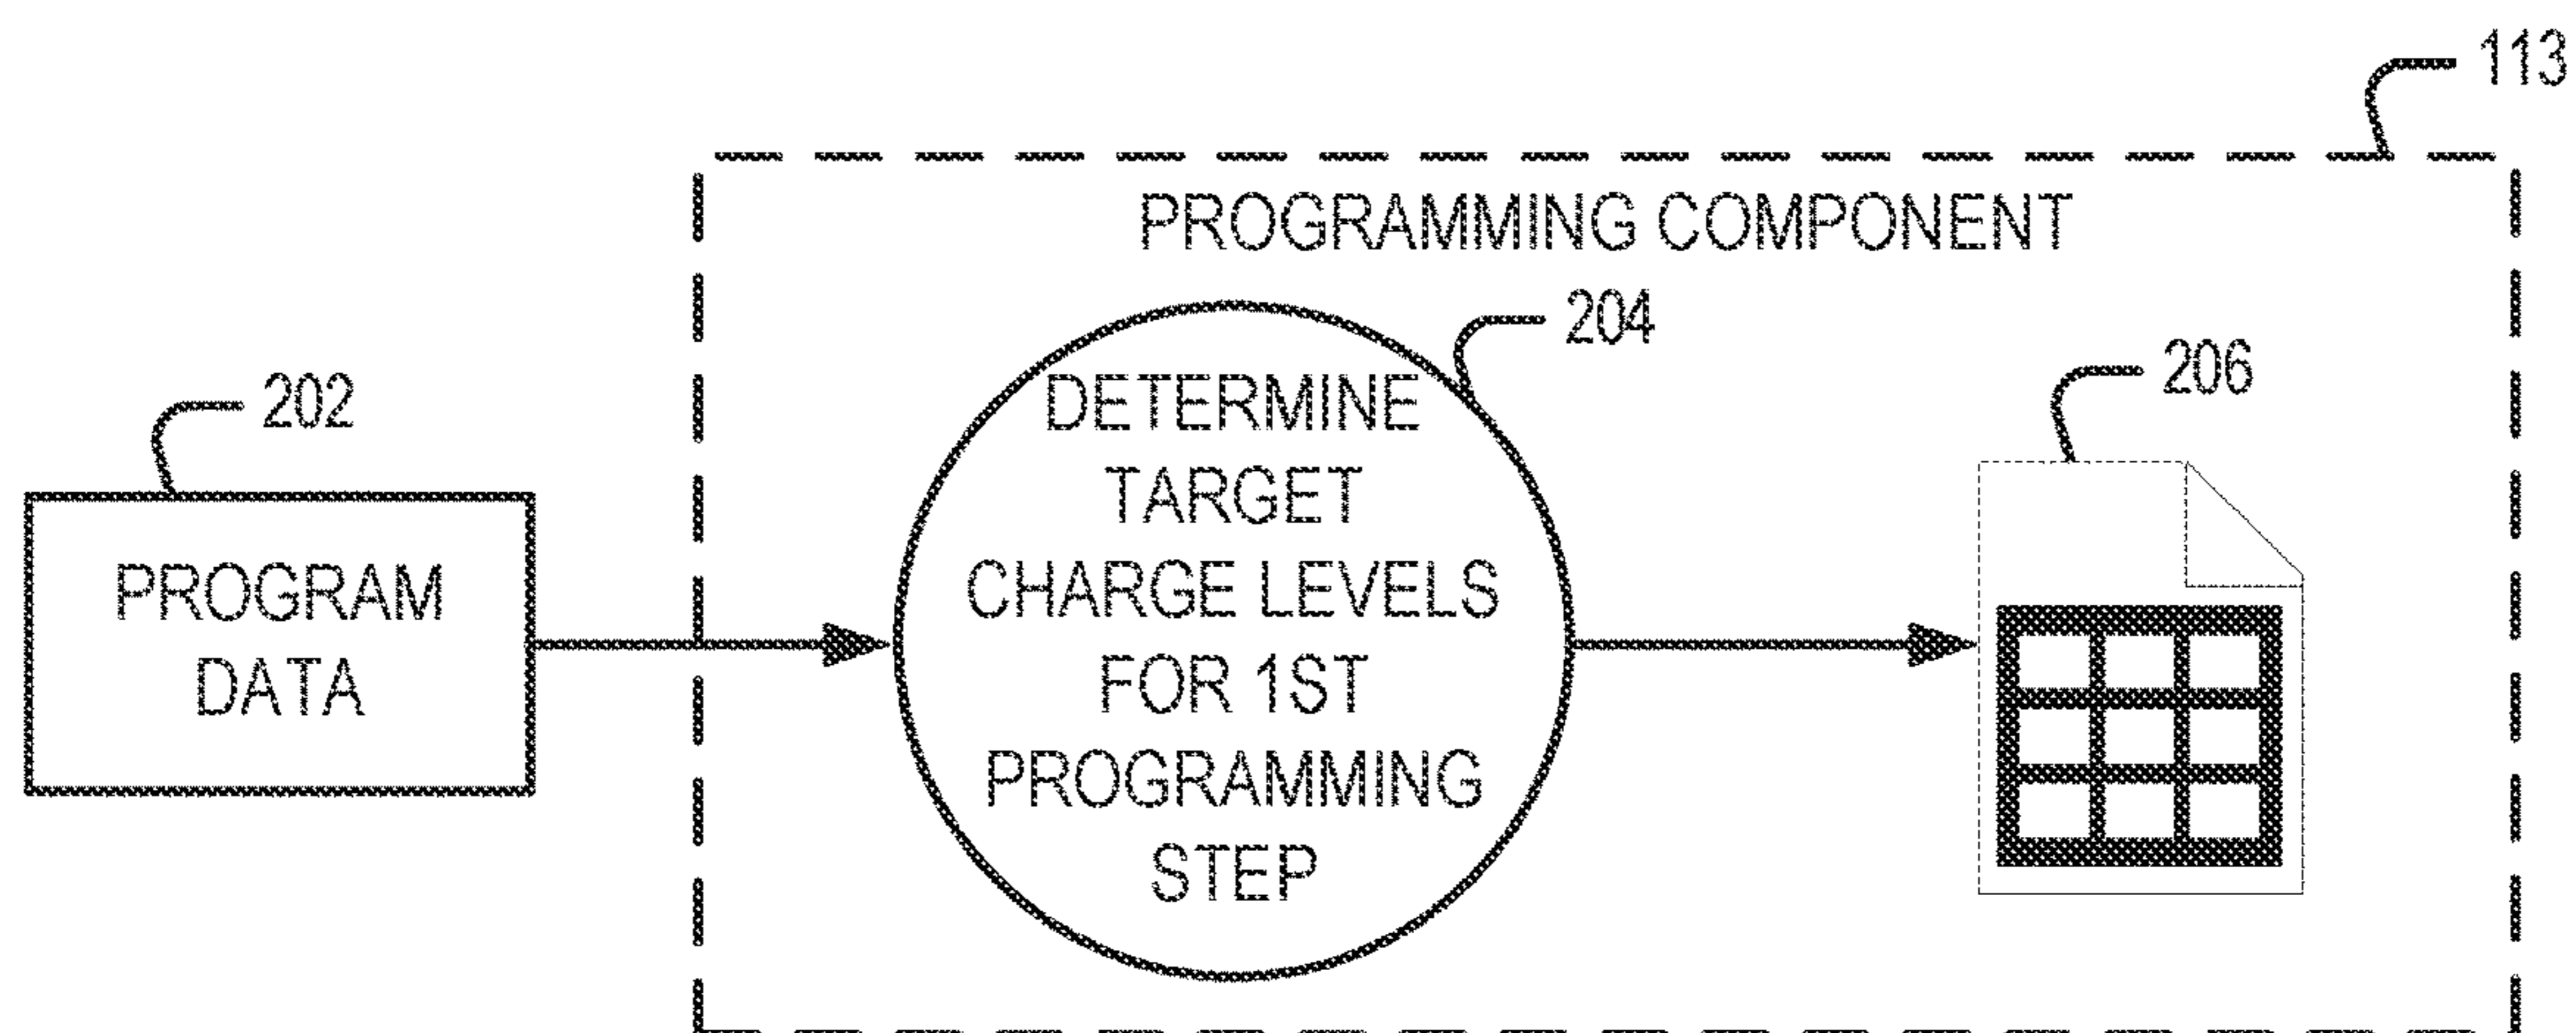 113
PROGRAMMING COMPONENT
204
206
202
DETERMINE
TARGET
CHARGE LEVELS
FOR 1ST
PROGRAMMING
STEP
PROGRAM
DATA